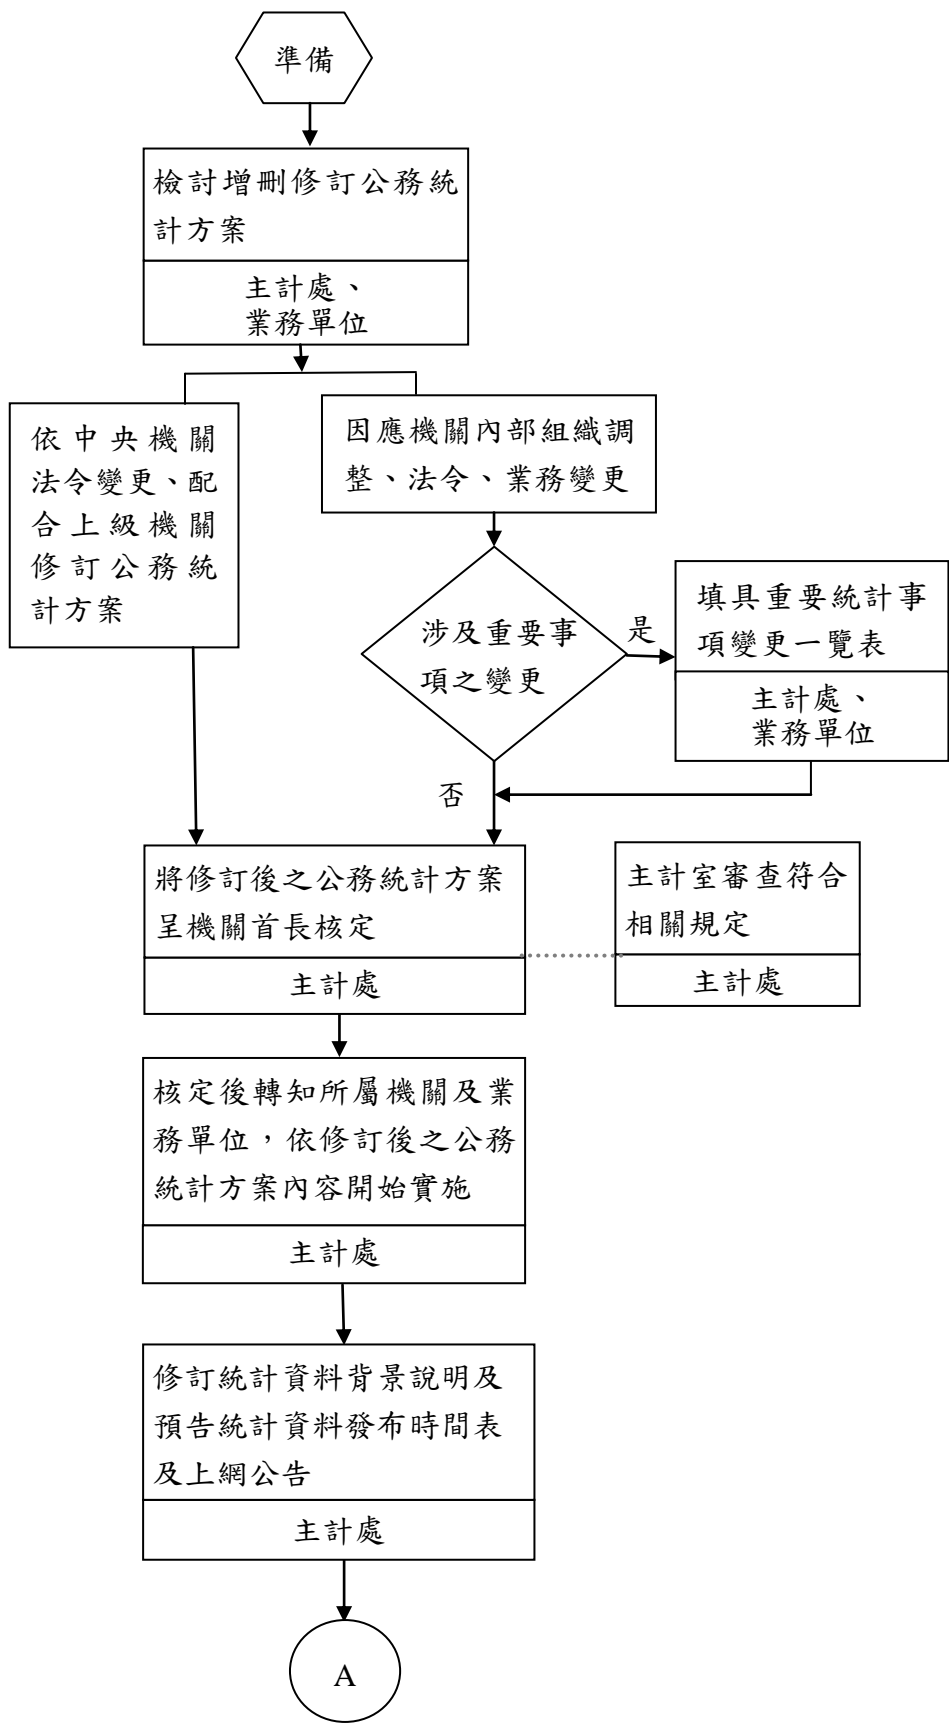 準備
檢討增刪修訂公務統
計方案
主計處、
業務單位
依中央機關
法令變更、配
合上級機關
修訂公務統
計方案
因應機關內部組織調
整、法令、業務變更
涉及重要事
項之變更
是
填具重要統計事
項變更一覽表
主計處、
業務單位
否
將修訂後之公務統計方案
呈機關首長核定
主計處
主計室審查符合
相關規定
主計處
核定後轉知所屬機關及業
務單位，依修訂後之公務
統計方案內容開始實施
主計處
修訂統計資料背景說明及
預告統計資料發布時間表
及上網公告
主計處
A